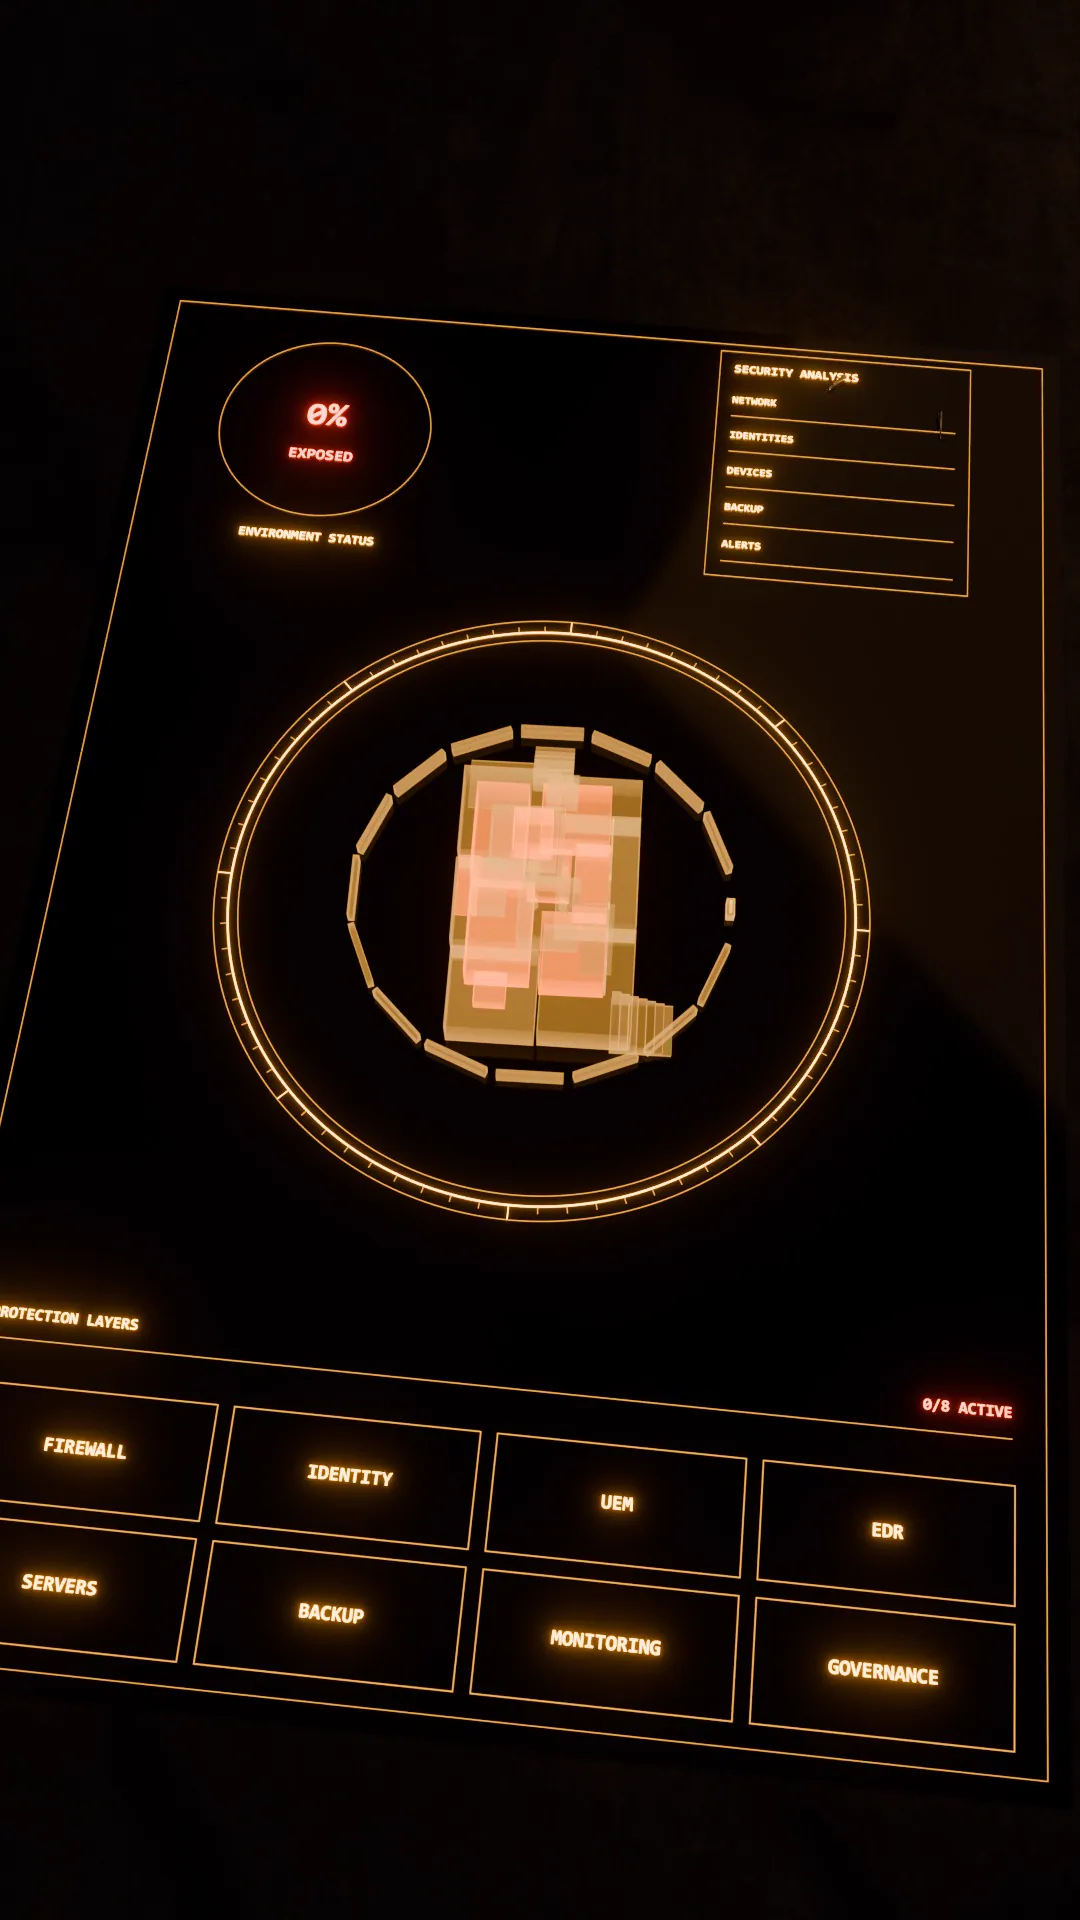 0%
EXPOSED
ENVIRONMENT STATUS
SECURITY ANALYSIS
NETWORK
IDENTITIES
DEVICES
BACKUP
ALERTS
ROTECTION LAYERS
0/8 ACTIVE
FIREWALL
IDENTITY
UEM
EDR
SERVERS
BACKUP
MONITORING
GOVERNANCE